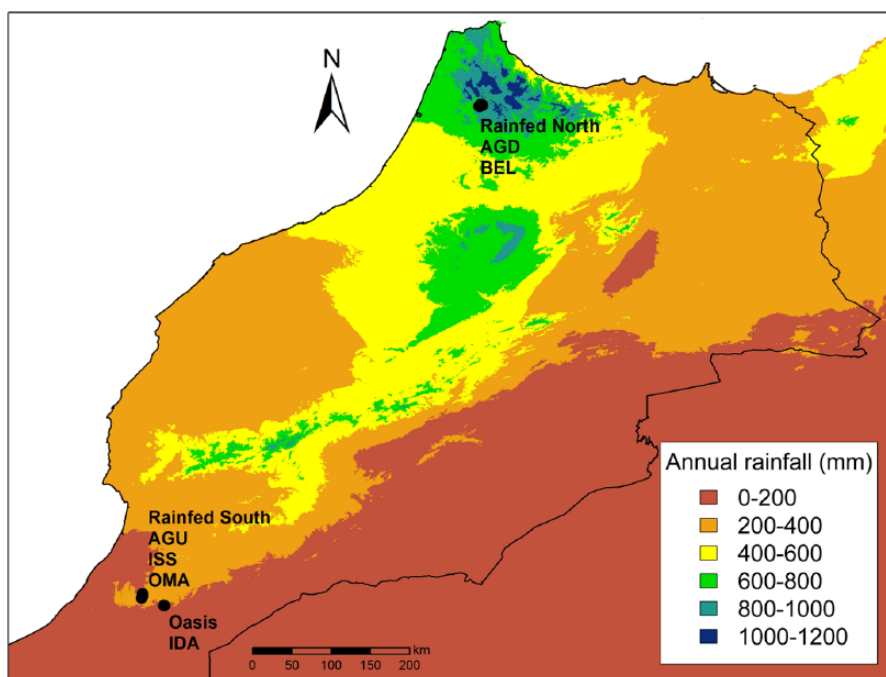 N
Rainfed North
AGD
BEL
Rainfed South
AGU
ISS
OMA
Oasis
IDA
km
0 50 100 150 200
Annual rainfall (mm)
0-200
200-400
400-600
600-800
800-1000
1000-1200